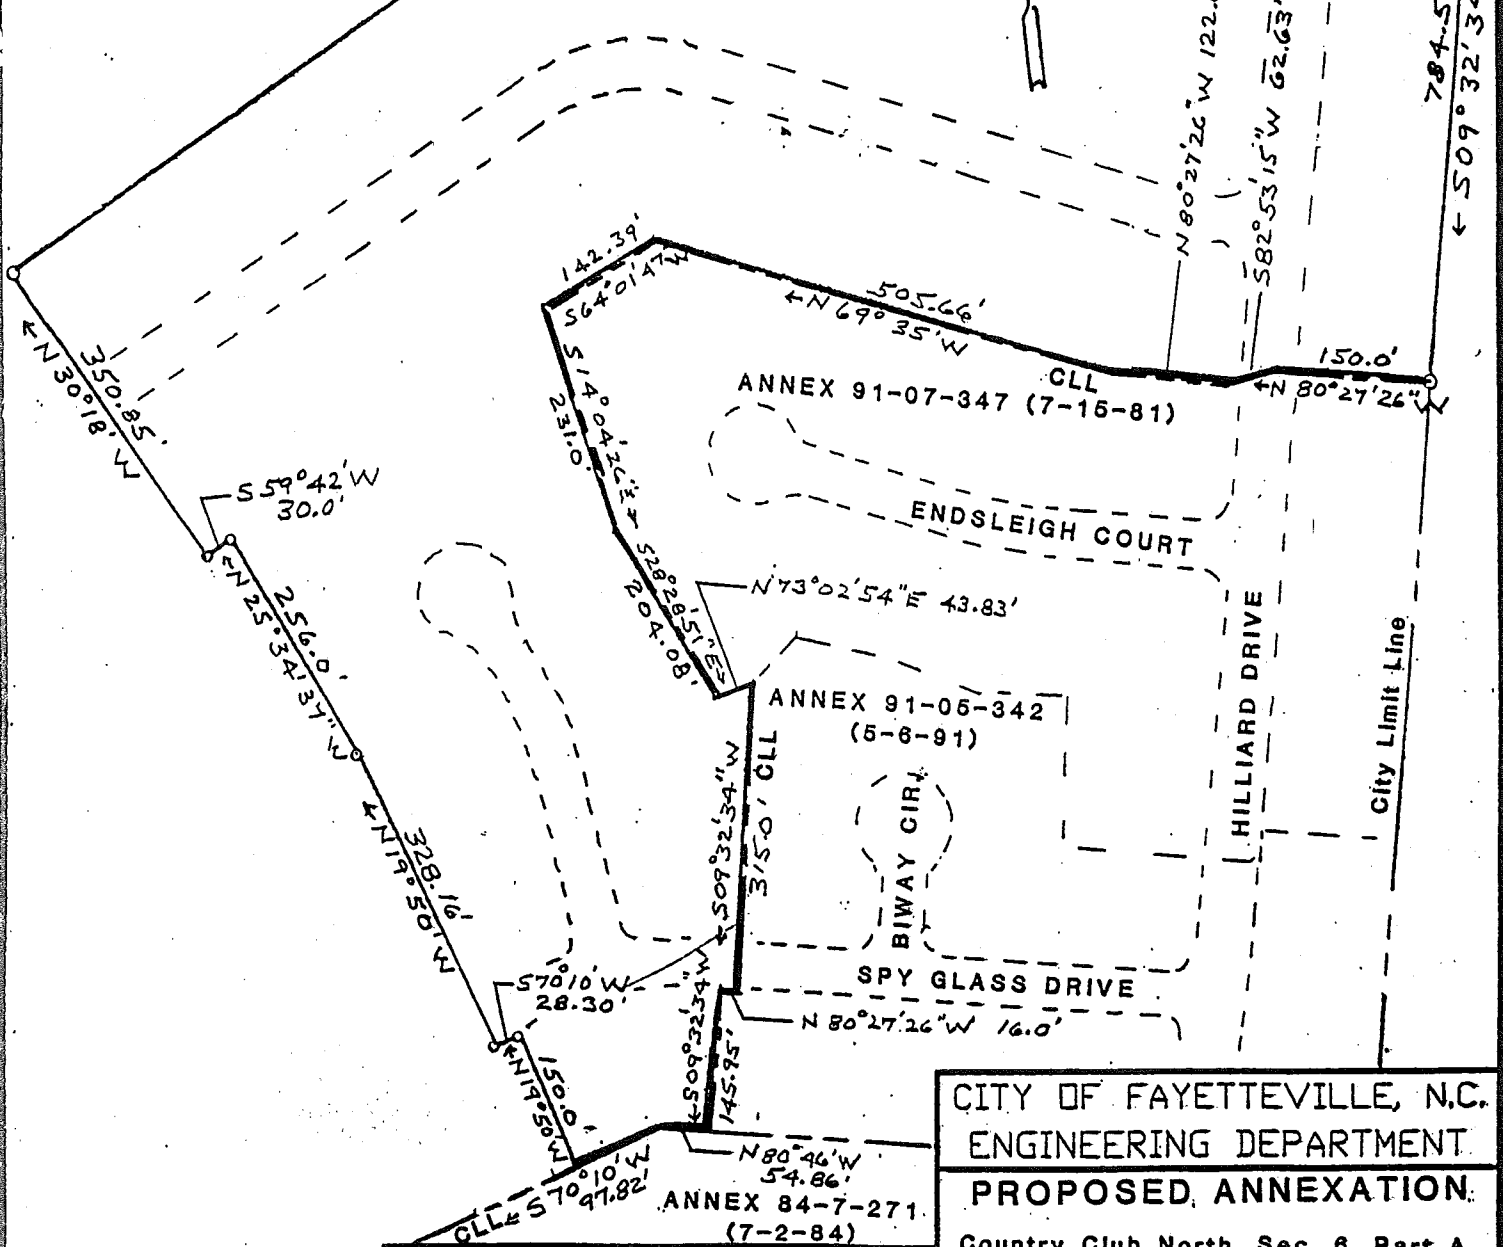 N 80°27'26"W 122.
S82°53'15"W 62.63'
784.5
← S09°32'34
142.39'
S64°01'47"W
505.66'
← N 69° 35' W
CLL
150.0'
← N 80°27'26" W
ANNEX 91-07-347 (7-15-81)
350.85'
← N 30°18' W
S 14°04'26"E →
231.0'
S 59°42'W
30.0'
ENDSLEIGH COURT
256.0
← N 25°34'37" W
S28°28'51"E →
204.08'
N 73°02'54"E 43.83'
HILLIARD DRIVE
City Limit Line
ANNEX 91-05-342
(5-6-91)
← S09°32'34"W
315.0' CLL
BIWAY CIR.
328.16'
← N19°50' W
S70°10'W
28.30'
SPY GLASS DRIVE
N 80°27'26"W 16.0'
← S09°32'34"W
145.95'
150.0
← N19°50'W
N 80°46'W
54.86'
CLL ← S 70°10' W
97.82'
ANNEX 84-7-271
(7-2-84)
CITY OF FAYETTEVILLE, N.C.
ENGINEERING DEPARTMENT
PROPOSED ANNEXATION
Country Club North, Sec. 6, Part A